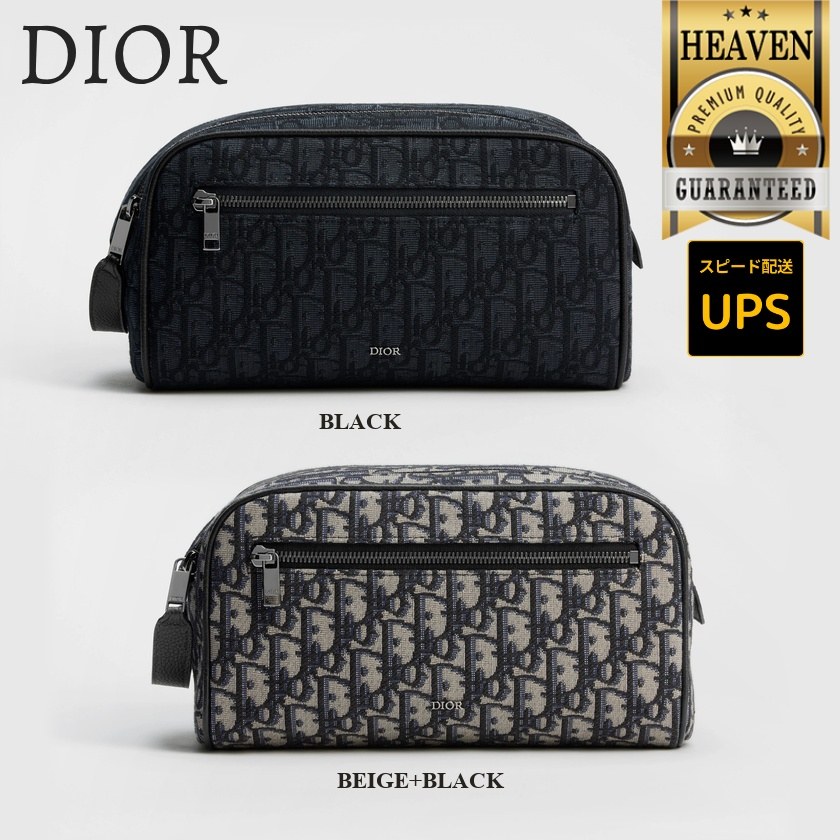 DIOR
HEAVEN
PREMIUM QUALITY
GUARANTEED
スピード配送
UPS
DIOR
BLACK
DIOR
BEIGE+BLACK